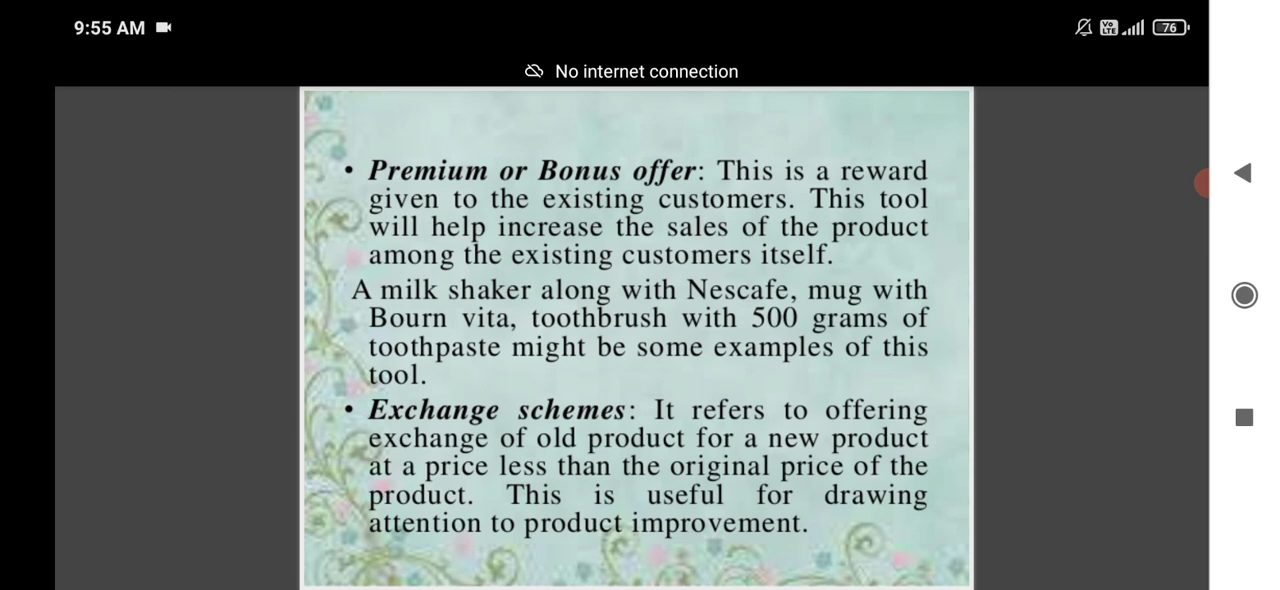 9:55 AM
Vo LTE 76
No internet connection
• Premium or Bonus offer: This is a reward
given to the existing customers. This tool
will help increase the sales of the product
among the existing customers itself.
A milk shaker along with Nescafe, mug with
Bourn vita, toothbrush with 500 grams of
toothpaste might be some examples of this
tool.
• Exchange schemes: It refers to offering
exchange of old product for a new product
at a price less than the original price of the
product. This is useful for drawing
attention to product improvement.